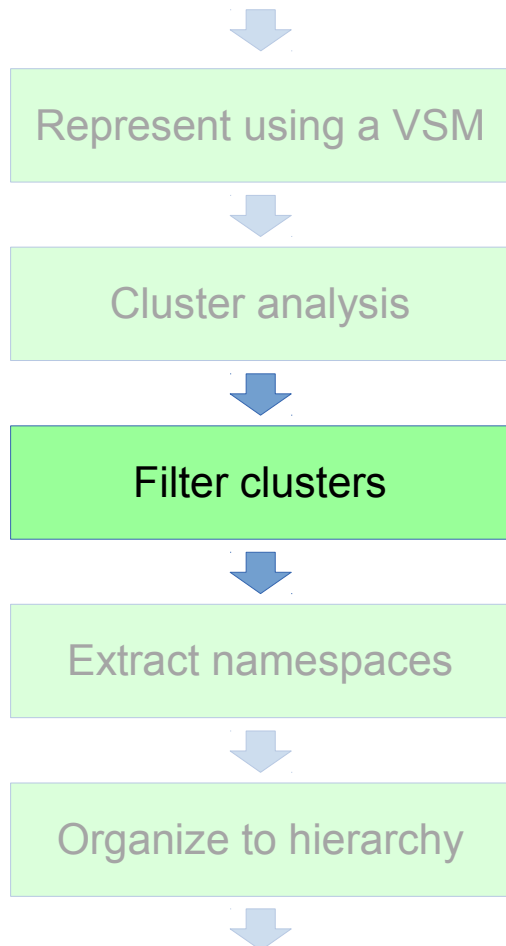 Represent using a VSM
Cluster analysis
Filter clusters
Extract namespaces
Organize to hierarchy